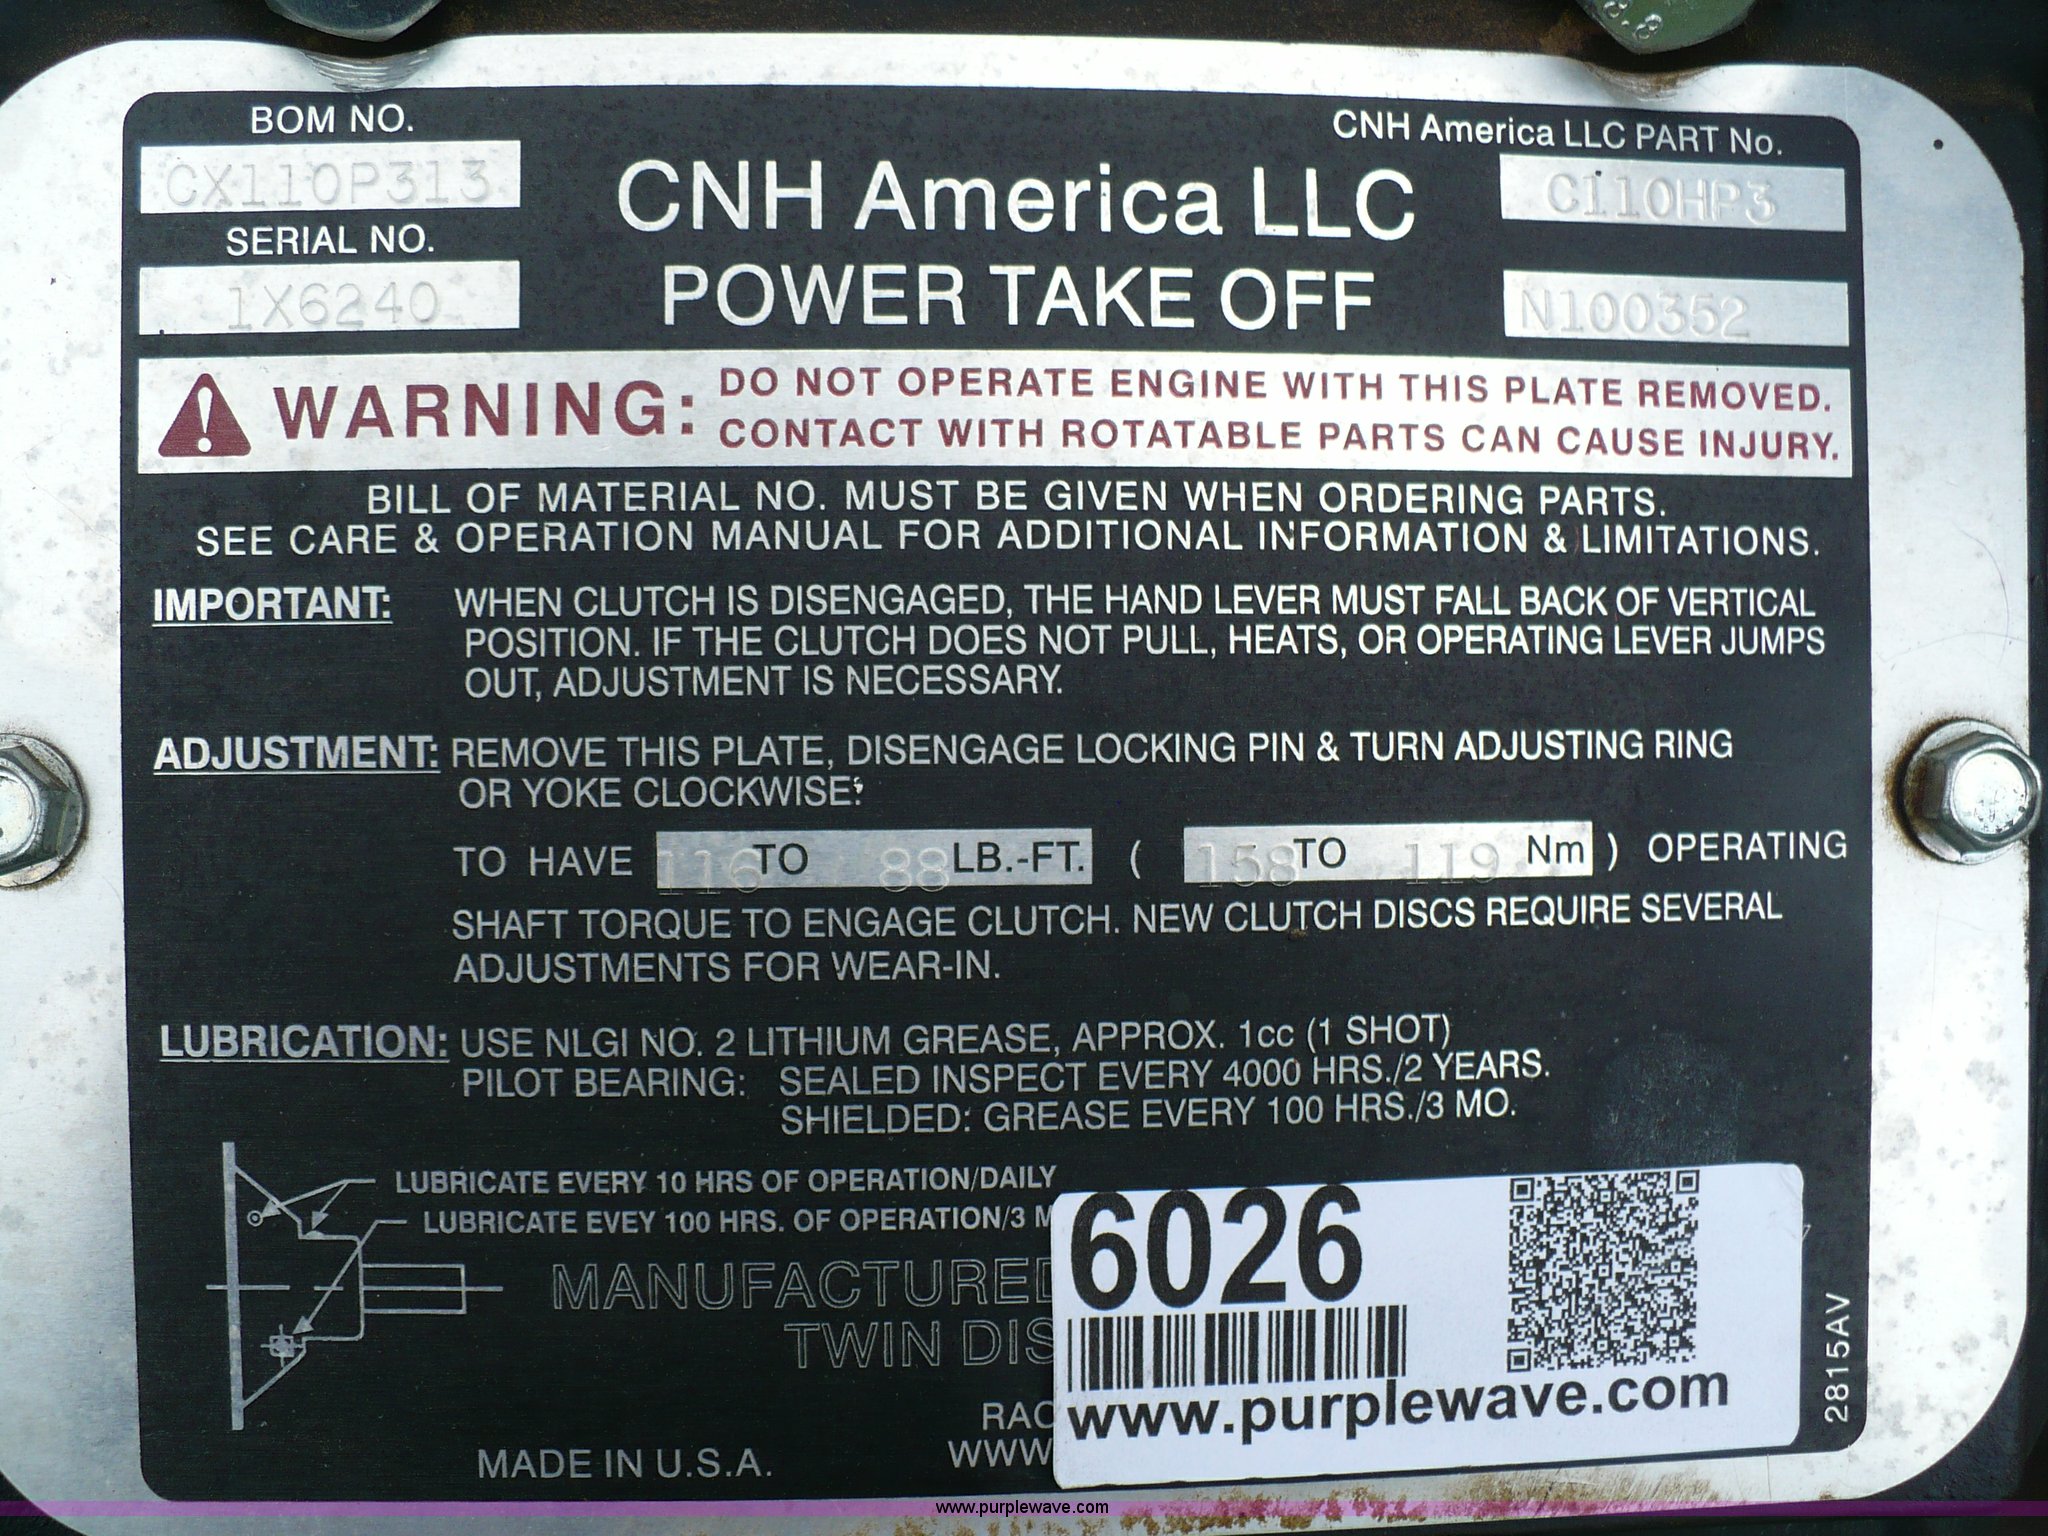 8.8
BOM NO.
CX110P313
SERIAL NO.
1X6240
CNH America LLC
POWER TAKE OFF
CNH America LLC PART No.
C110HP3
N100352
WARNING: DO NOT OPERATE ENGINE WITH THIS PLATE REMOVED.
CONTACT WITH ROTATABLE PARTS CAN CAUSE INJURY.
BILL OF MATERIAL NO. MUST BE GIVEN WHEN ORDERING PARTS.
SEE CARE & OPERATION MANUAL FOR ADDITIONAL INFORMATION & LIMITATIONS.
IMPORTANT: WHEN CLUTCH IS DISENGAGED, THE HAND LEVER MUST FALL BACK OF VERTICAL
POSITION. IF THE CLUTCH DOES NOT PULL, HEATS, OR OPERATING LEVER JUMPS
OUT, ADJUSTMENT IS NECESSARY.
ADJUSTMENT: REMOVE THIS PLATE, DISENGAGE LOCKING PIN & TURN ADJUSTING RING
OR YOKE CLOCKWISE:
TO HAVE 116 TO 88 LB.-FT. ( 158 TO 119 Nm ) OPERATING
SHAFT TORQUE TO ENGAGE CLUTCH. NEW CLUTCH DISCS REQUIRE SEVERAL
ADJUSTMENTS FOR WEAR-IN.
LUBRICATION: USE NLGI NO. 2 LITHIUM GREASE, APPROX. 1cc (1 SHOT)
PILOT BEARING: SEALED INSPECT EVERY 4000 HRS./2 YEARS.
SHIELDED: GREASE EVERY 100 HRS./3 MO.
LUBRICATE EVERY 10 HRS OF OPERATION/DAILY
LUBRICATE EVEY 100 HRS. OF OPERATION/3 M
MANUFACTURED
TWIN DIS
RAC
WWW
MADE IN U.S.A.
2815AV
6026
www.purplewave.com
www.purplewave.com